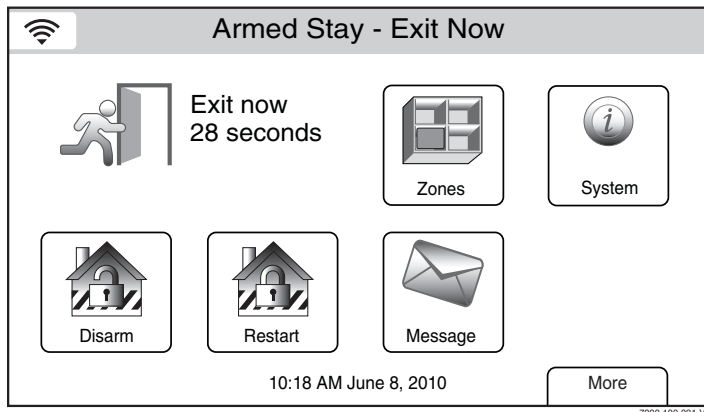 Armed Stay - Exit Now
Exit now
28 seconds
Zones
System
Disarm
Restart
Message
10:18 AM June 8, 2010
More